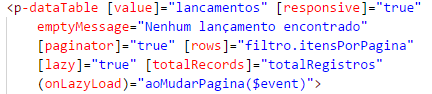 <p-dataTable [value]="lancamentos" [responsive]="true"
emptyMessage="Nenhum lançamento encontrado"
[paginator]="true" [rows]="filtro.itensPorPagina"
[lazy]="true" [totalRecords]="totalRegistros"
(onLazyLoad)="aoMudarPagina($event)">